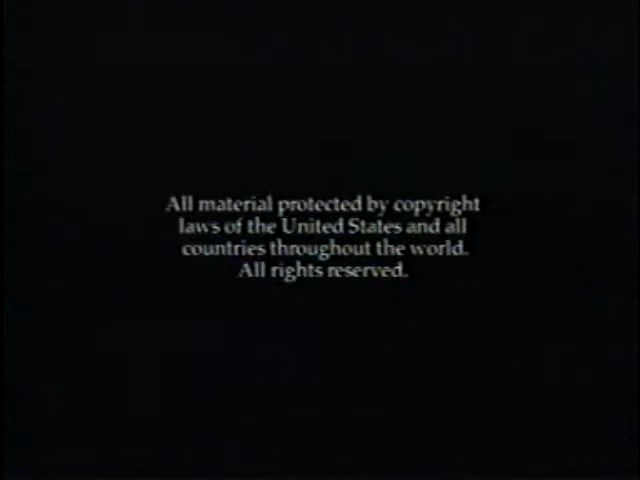 All material protected by copyright
laws of the United States and all
countries throughout the world.
All rights reserved.